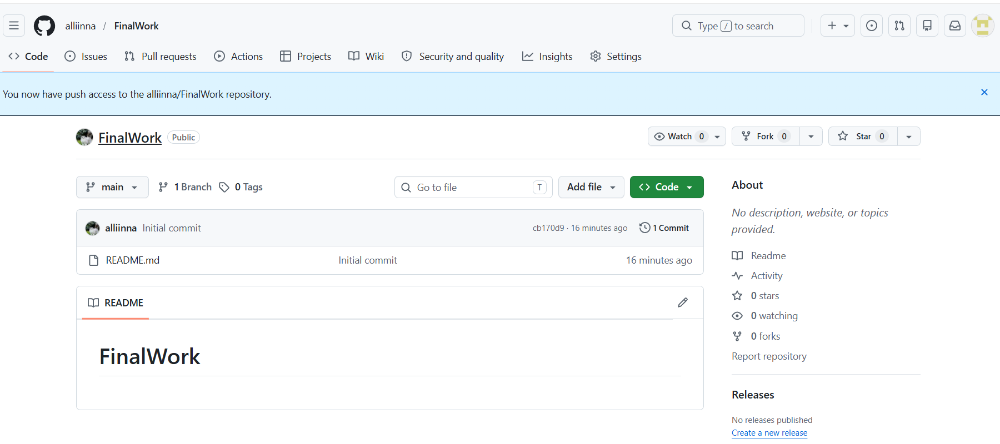 alliinna / FinalWork
Type / to search
Code Issues Pull requests Actions Projects Wiki Security and quality Insights Settings
You now have push access to the alliinna/FinalWork repository.
FinalWork Public
Watch 0 Fork 0 Star 0
main 1 Branch 0 Tags Go to file T Add file Code
alliinna Initial commit cb170d9 · 16 minutes ago 1 Commit
README.md Initial commit 16 minutes ago
README
FinalWork
About
No description, website, or topics
provided.
Readme
Activity
0 stars
0 watching
0 forks
Report repository
Releases
No releases published
Create a new release